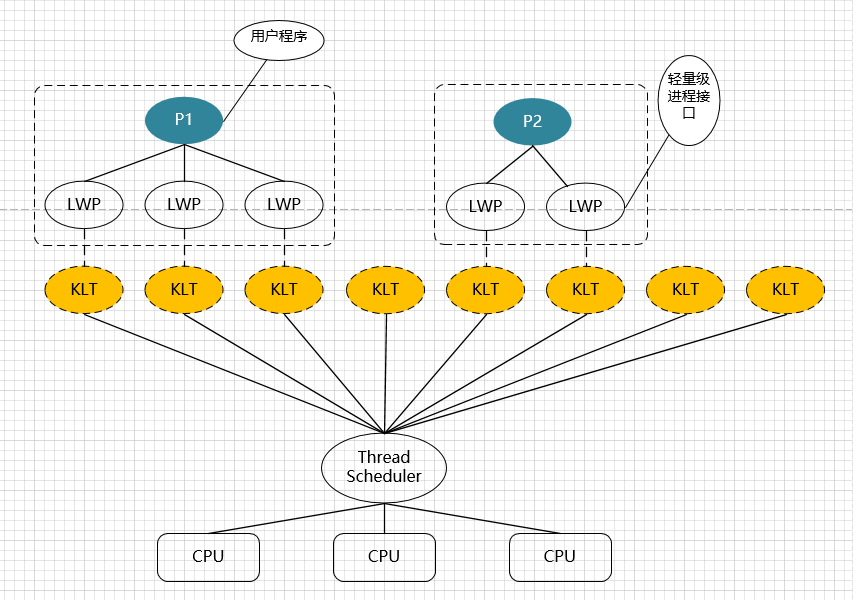 用户程序
轻量级
进程接
口
P1
P2
LWP
LWP
LWP
LWP
LWP
KLT
KLT
KLT
KLT
KLT
KLT
KLT
KLT
Thread
Scheduler
CPU
CPU
CPU